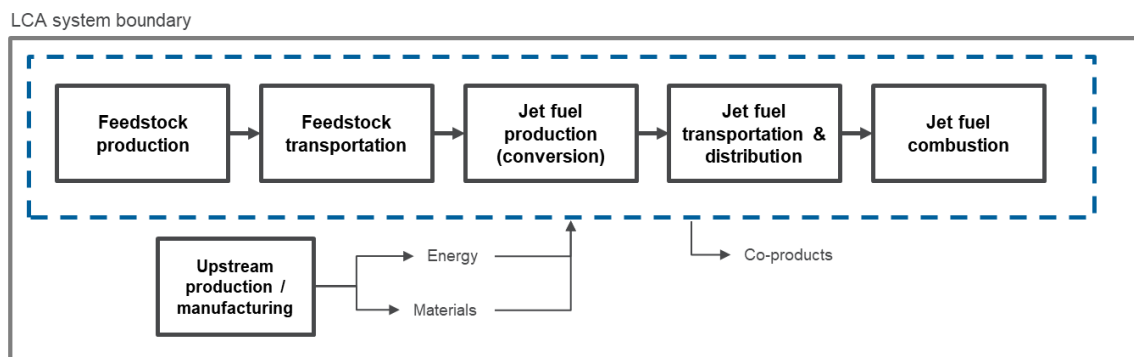 LCA system boundary
Feedstock
production
Feedstock
transportation
Jet fuel
production
(conversion)
Jet fuel
transportation &
distribution
Jet fuel
combustion
Upstream
production /
manufacturing
Energy
Materials
Co-products